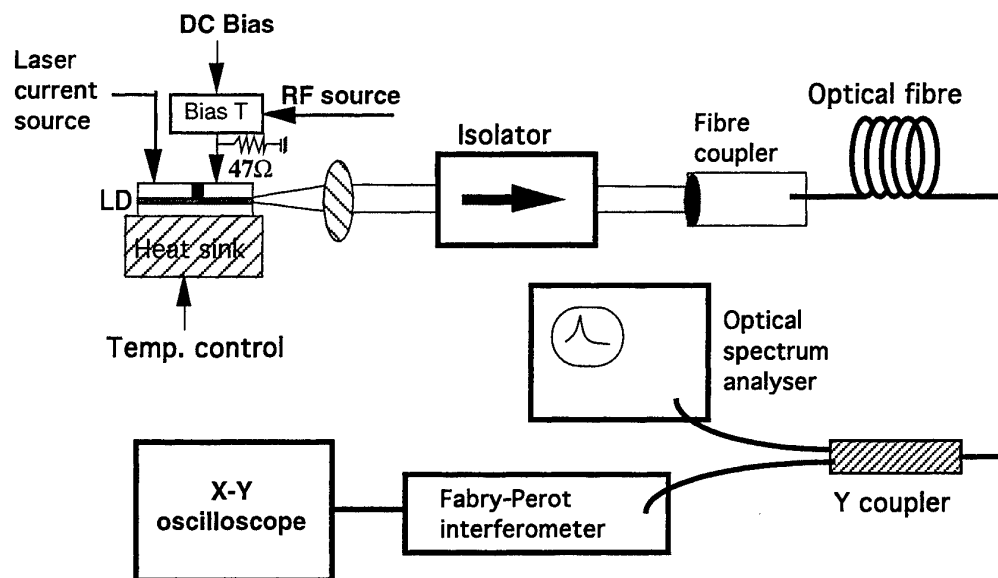 DC Bias
Laser
current
source
Bias T
RF source
47Ω
LD
Heat sink
Temp. control
Isolator
Fibre
coupler
Optical fibre
Optical
spectrum
analyser
X-Y
oscilloscope
Fabry-Perot
interferometer
Y coupler